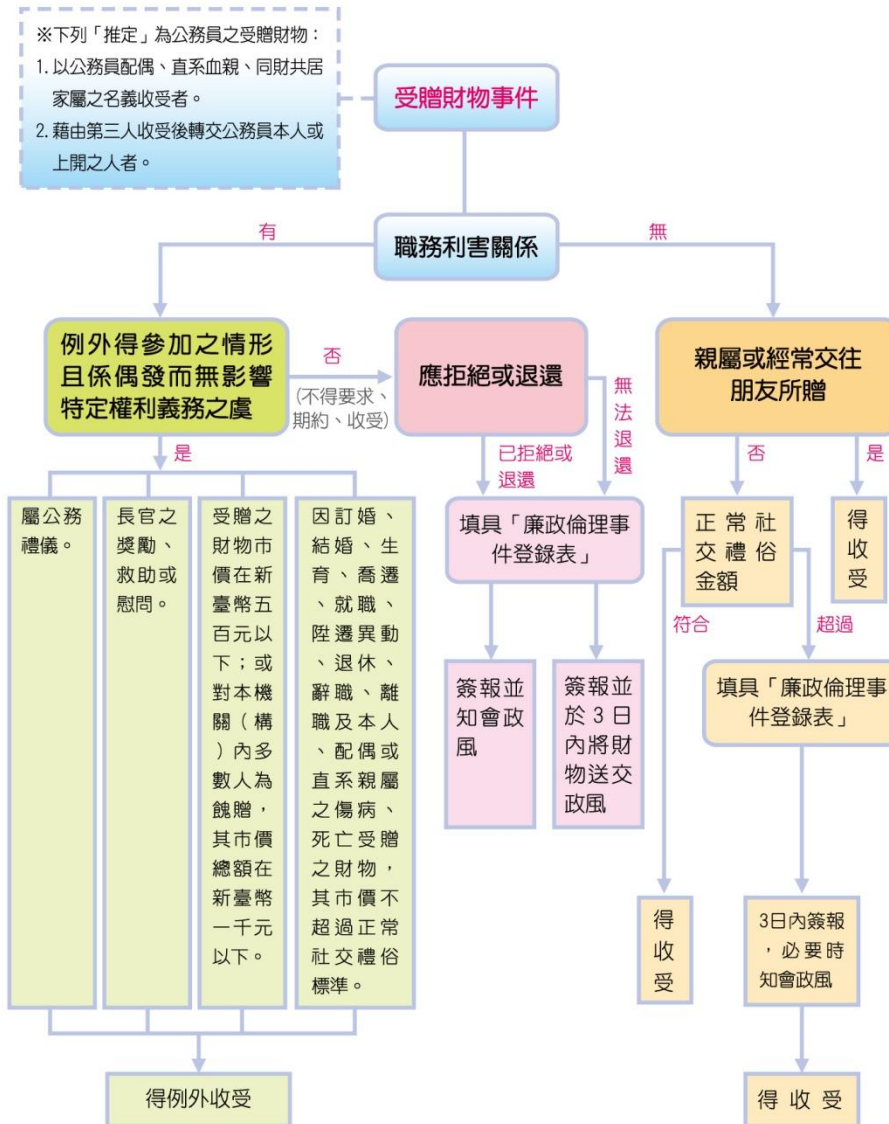 ※下列「推定」為公務員之受贈財物：
1. 以公務員配偶、直系血親、同財共居
家屬之名義收受者。
2. 藉由第三人收受後轉交公務員本人或
上開之人者。
受贈財物事件
職務利害關係
有
無
例外得參加之情形
且係偶發而無影響
特定權利義務之虞
否
(不得要求、
期約、收受)
應拒絕或退還
無法退還
親屬或經常交往
朋友所贈
是
已拒絕或
退還
否
是
屬公務
禮儀。
長官之
獎勵、
救助或
慰問。
受贈之
財物市
價在新
臺幣五
百元以
下；或
對本機
關（構
）內多
數人為
餽贈，
其市價
總額在
新臺幣
一千元
以下。
因訂婚、
結婚、生
育、喬遷
、就職、
陞遷異動
、退休、
辭職、離
職及本人
、配偶或
直系親屬
之傷病、
死亡受贈
之財物，
其市價不
超過正常
社交禮俗
標準。
填具「廉政倫理事
件登錄表」
正常社
交禮俗
金額
得
收
受
符合
超過
簽報並
知會政
風
簽報並
於3日
內將財
物送交
政風
填具「廉政倫理事
件登錄表」
得
收
受
3日內簽報
，必要時
知會政風
得例外收受
得收受